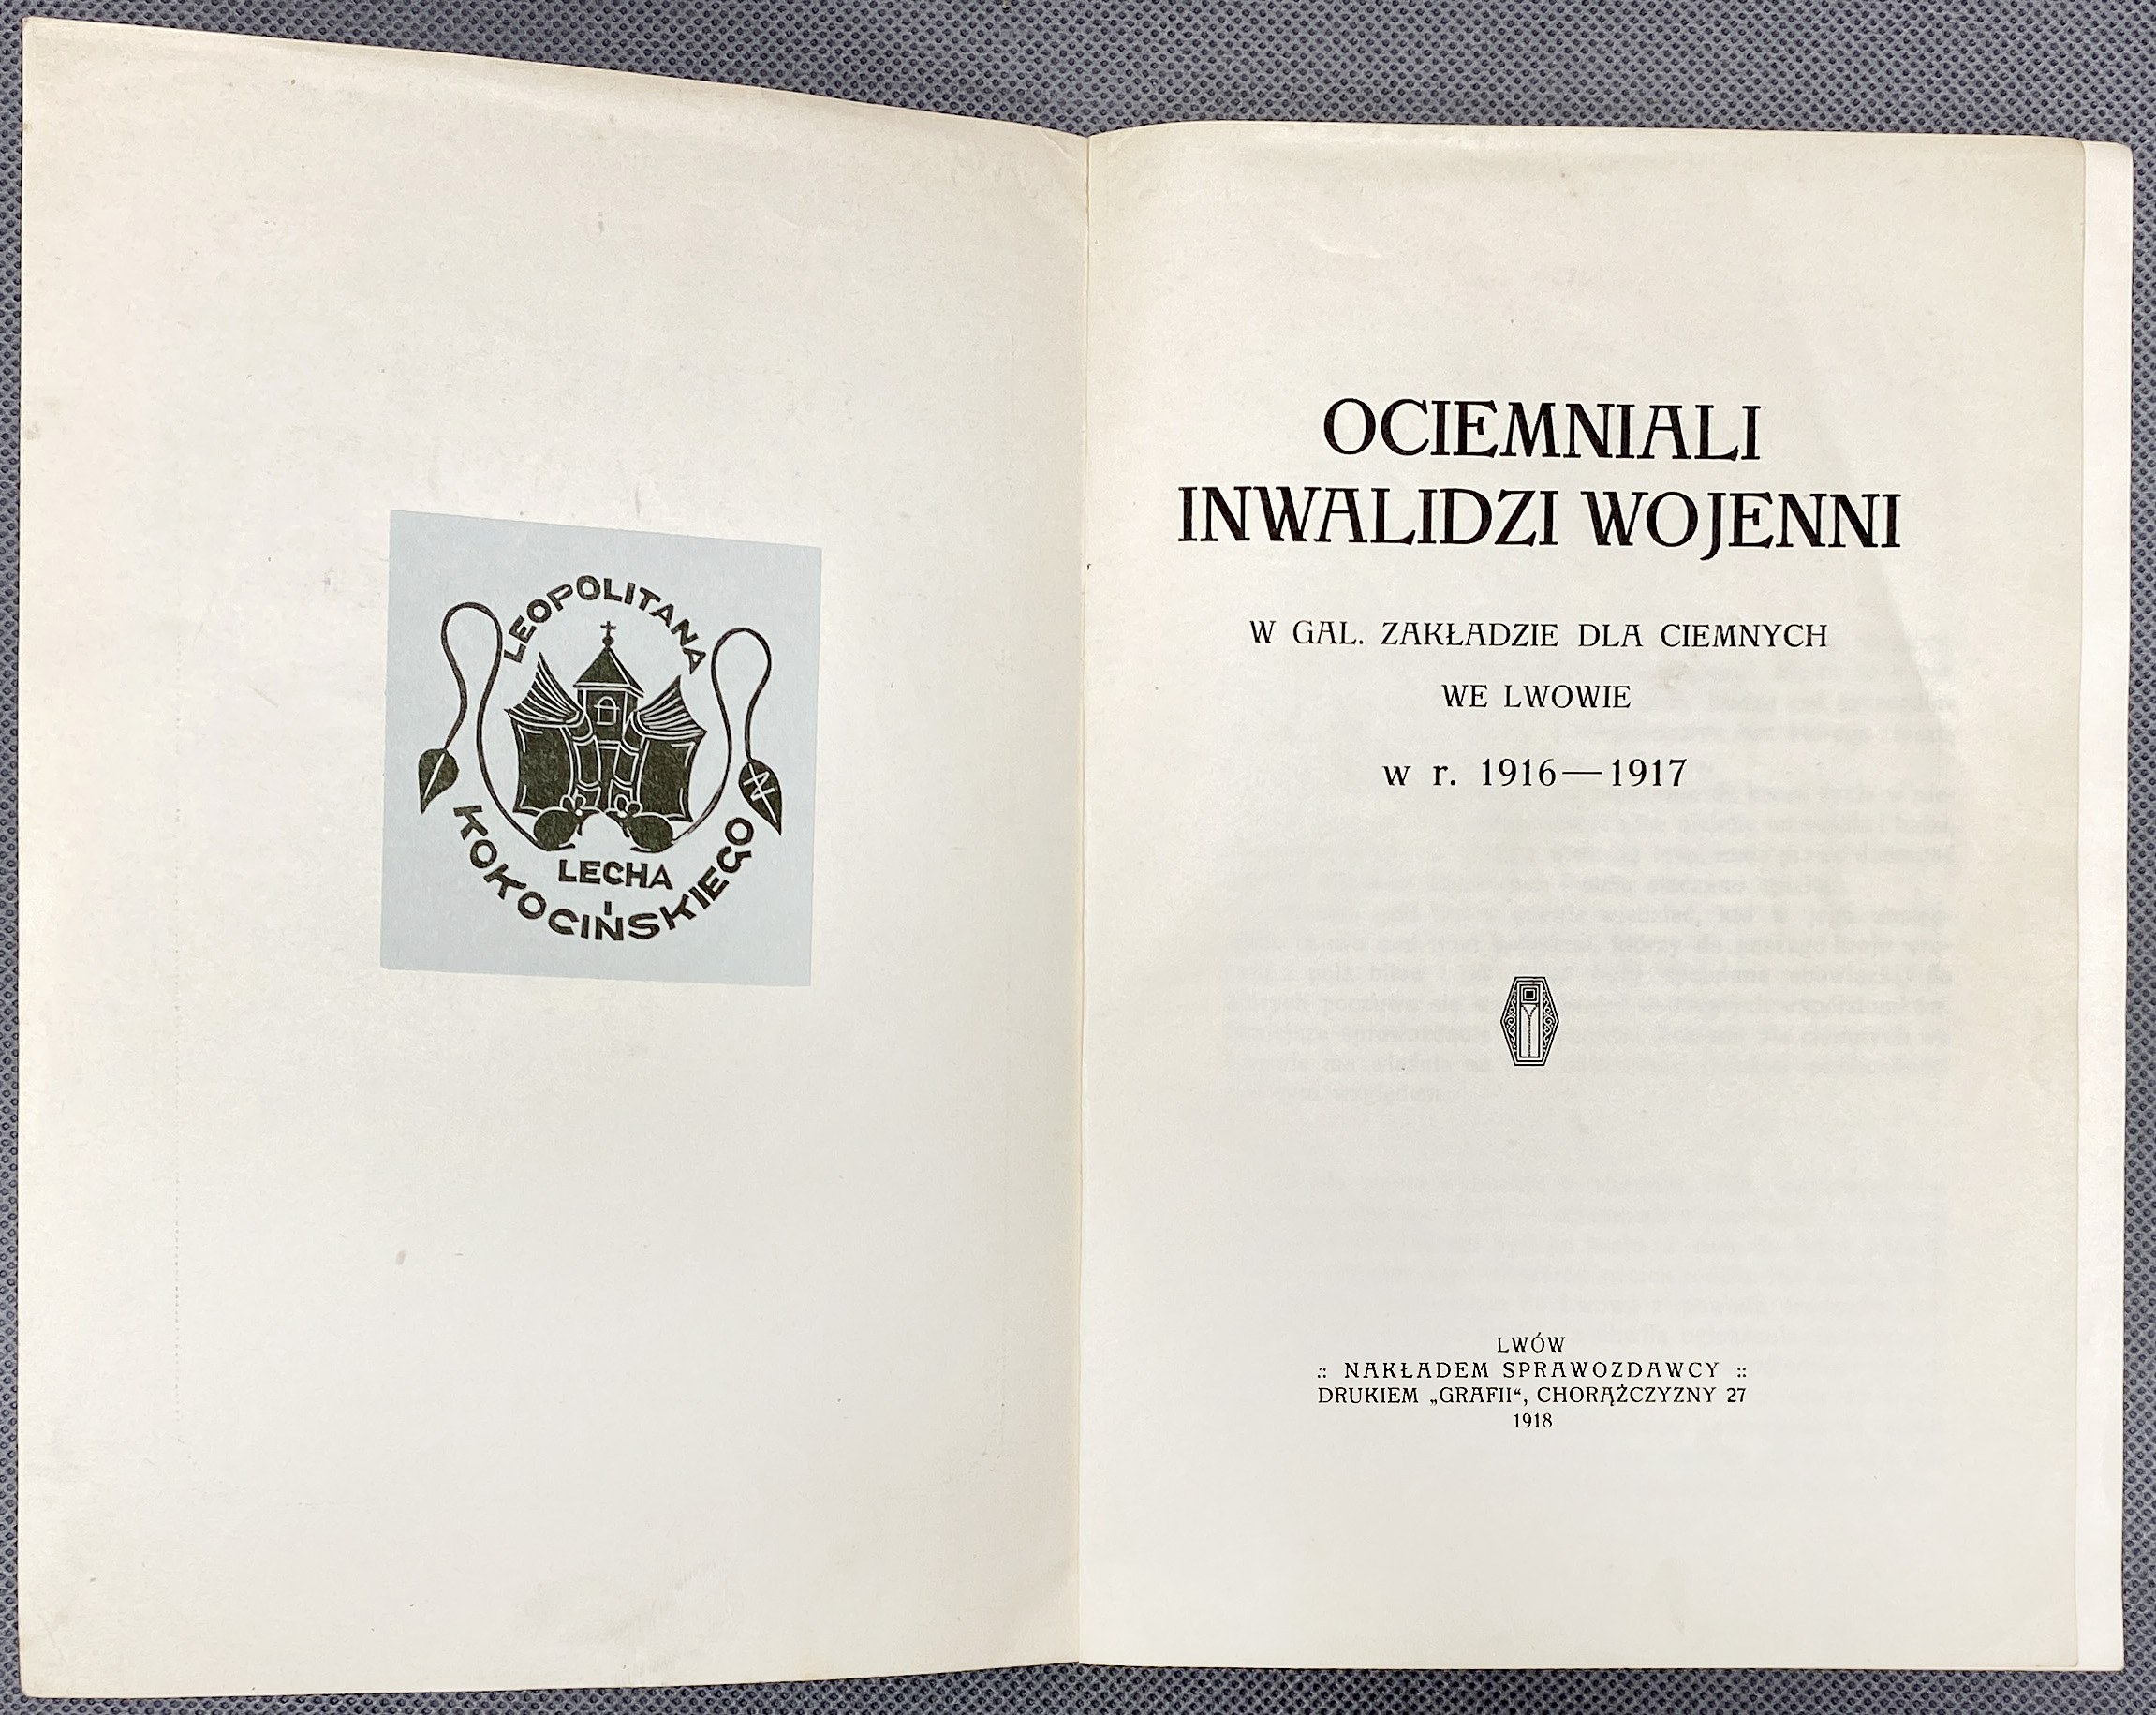 LEOPOLITANA
LECHA
KOKOCIŃSKIEGO
OCIEMNIALI
INWALIDZI WOJENNI
W GAL. ZAKŁADZIE DLA CIEMNYCH
WE LWOWIE
w r. 1916—1917
LWÓW
:: NAKŁADEM SPRAWOZDAWCY ::
DRUKIEM „GRAFII“, CHORĄŻCZYZNY 27
1918